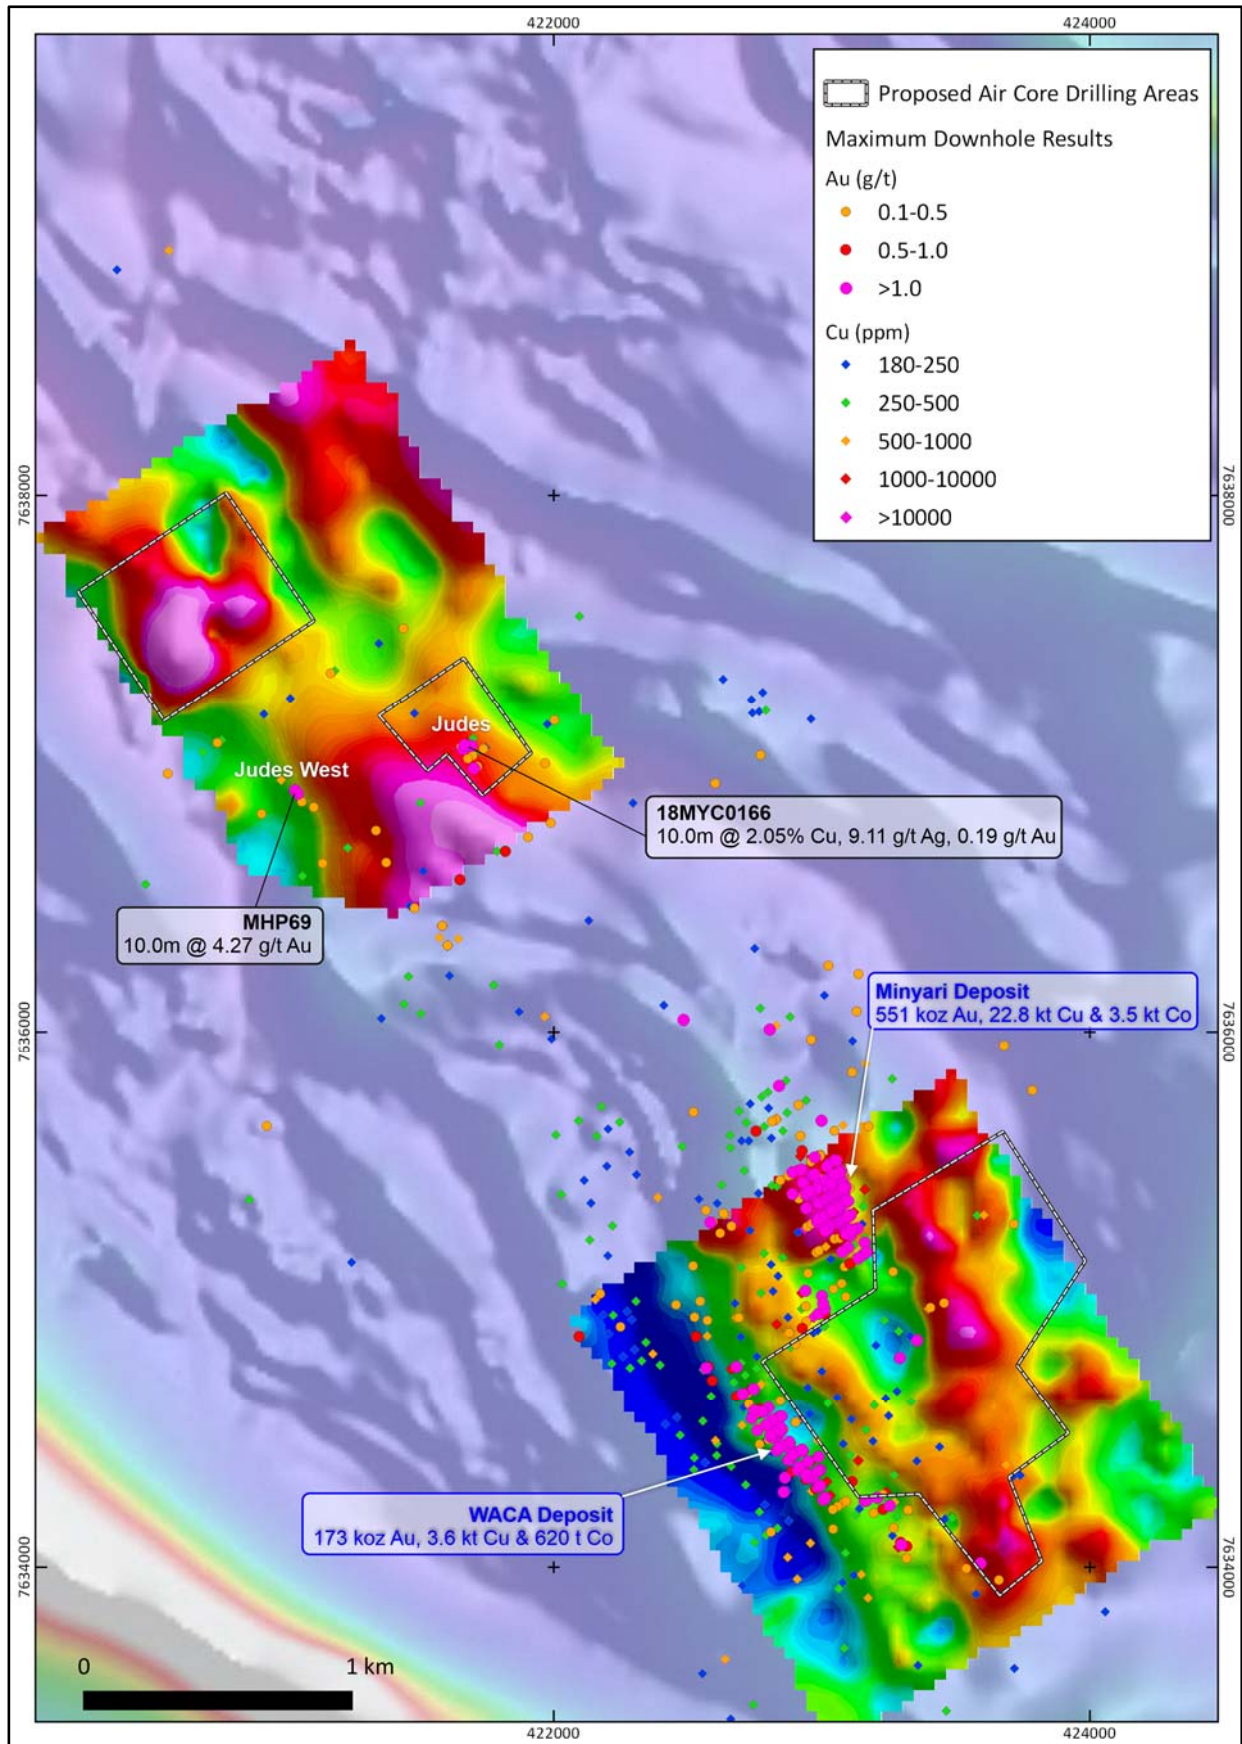 422000
424000
Proposed Air Core Drilling Areas
Maximum Downhole Results
Au (g/t)
0.1-0.5
0.5-1.0
>1.0
Cu (ppm)
180-250
250-500
500-1000
1000-10000
>10000
7638000
7638000
Judes
Judes West
18MYC0166
10.0m @ 2.05% Cu, 9.11 g/t Ag, 0.19 g/t Au
MHP69
10.0m @ 4.27 g/t Au
Minyari Deposit
551 koz Au, 22.8 kt Cu & 3.5 kt Co
7636000
7636000
WACA Deposit
173 koz Au, 3.6 kt Cu & 620 t Co
7634000
7634000
0
1 km
422000
424000